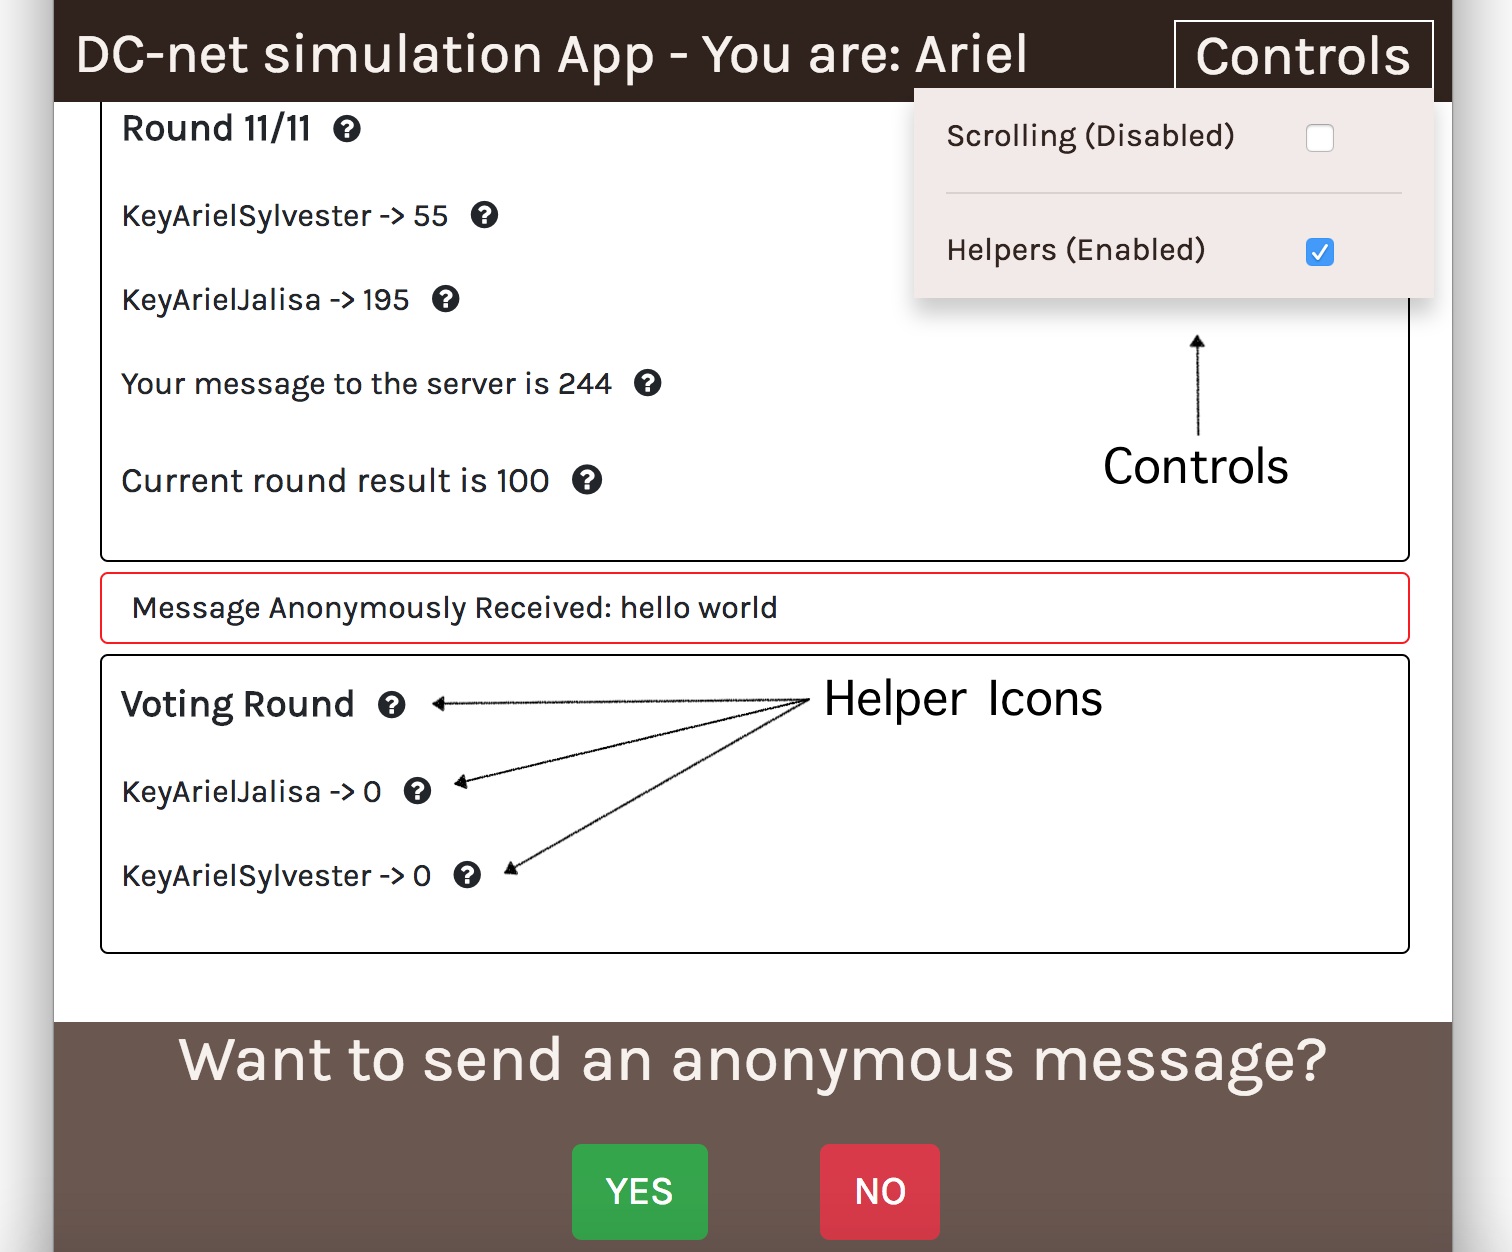 DC-net simulation App - You are: Ariel
Controls
Scrolling (Disabled)
Helpers (Enabled)
Round 11/11
KeyArielSylvester -> 55
KeyArielJalisa -> 195
Your message to the server is 244
Current round result is 100
Controls
Message Anonymously Received: hello world
Voting Round
Helper Icons
KeyArielJalisa -> 0
KeyArielSylvester -> 0
Want to send an anonymous message?
YES
NO